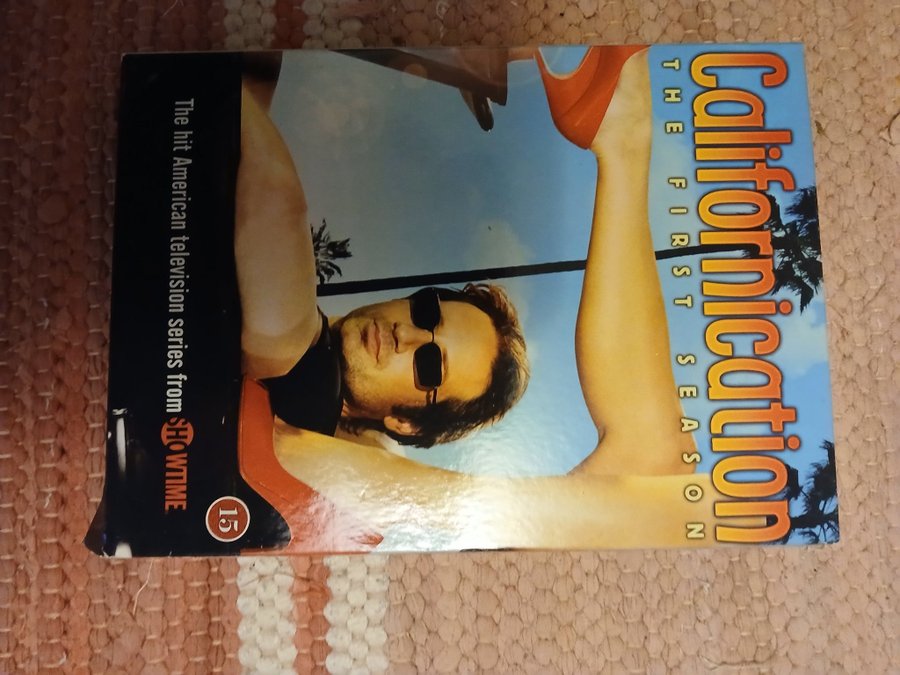 Californication
THE FIRST SEASON
15
The hit American television series from SHOWTIME